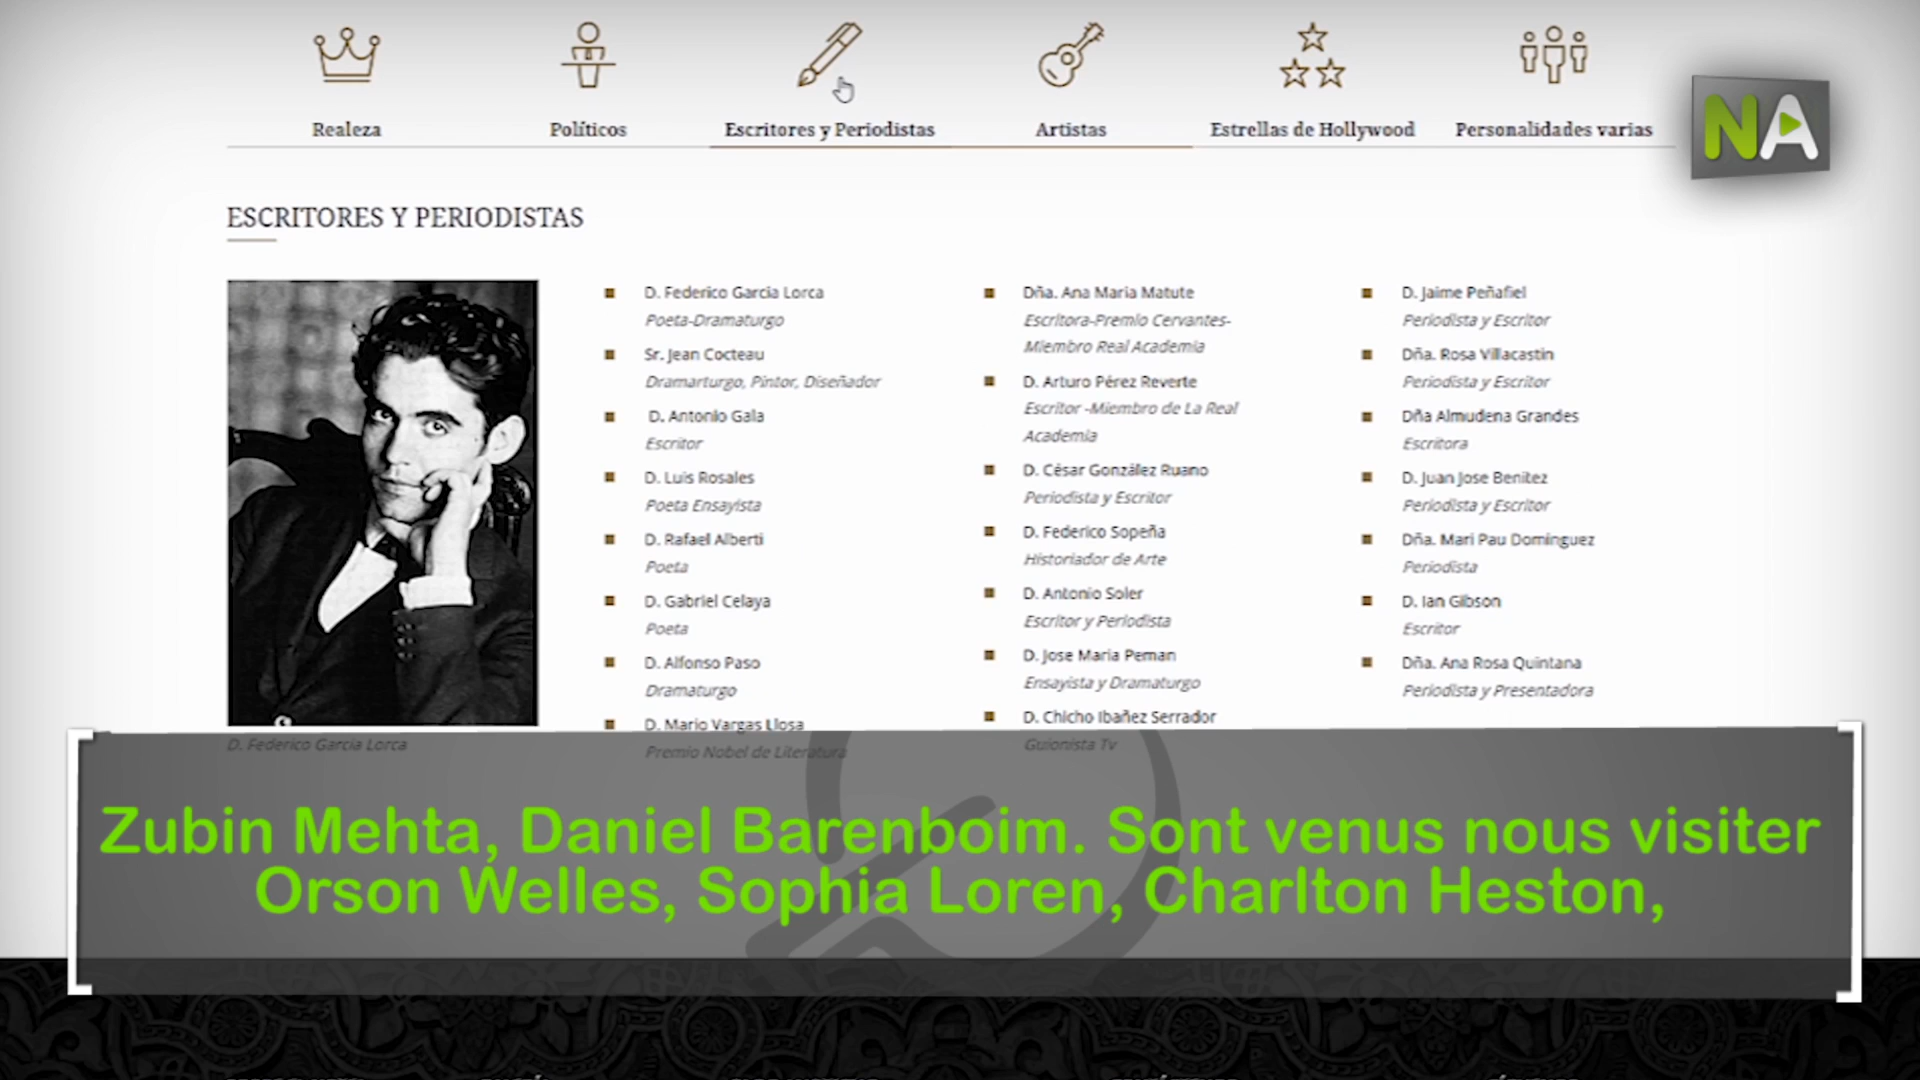 Realeza
Políticos
Escritores y Periodistas
Artistas
Estrellas de Hollywood
Personalidades varias
NA
ESCRITORES Y PERIODISTAS
D. Federico Garcia Lorca
D. Federico Garcia Lorca
Poeta-Dramaturgo
Sr. Jean Cocteau
Dramarturgo, Pintor, Diseñador
D. Antonio Gala
Escritor
D. Luis Rosales
Poeta Ensayista
D. Rafael Alberti
Poeta
D. Gabriel Celaya
Poeta
D. Alfonso Paso
Dramaturgo
D. Mario Vargas Llosa
Premio Nobel de Literatura
Dña. Ana Maria Matute
Escritora-Premio Cervantes-
Miembro Real Academia
D. Arturo Pérez Reverte
Escritor -Miembro de La Real
Academia
D. César González Ruano
Periodista y Escritor
D. Federico Sopeña
Historiador de Arte
D. Antonio Soler
Escritor y Periodista
D. Jose Maria Peman
Ensayista y Dramaturgo
D. Chicho Ibañez Serrador
Guionista Tv
D. Jaime Peñafiel
Periodista y Escritor
Dña. Rosa Villacastin
Periodista y Escritor
Dña Almudena Grandes
Escritora
D. Juan Jose Benitez
Periodista y Escritor
Dña. Mari Pau Dominguez
Periodista
D. Ian Gibson
Escritor
Dña. Ana Rosa Quintana
Periodista y Presentadora
Zubin Mehta, Daniel Barenboim. Sont venus nous visiter
Orson Welles, Sophia Loren, Charlton Heston,